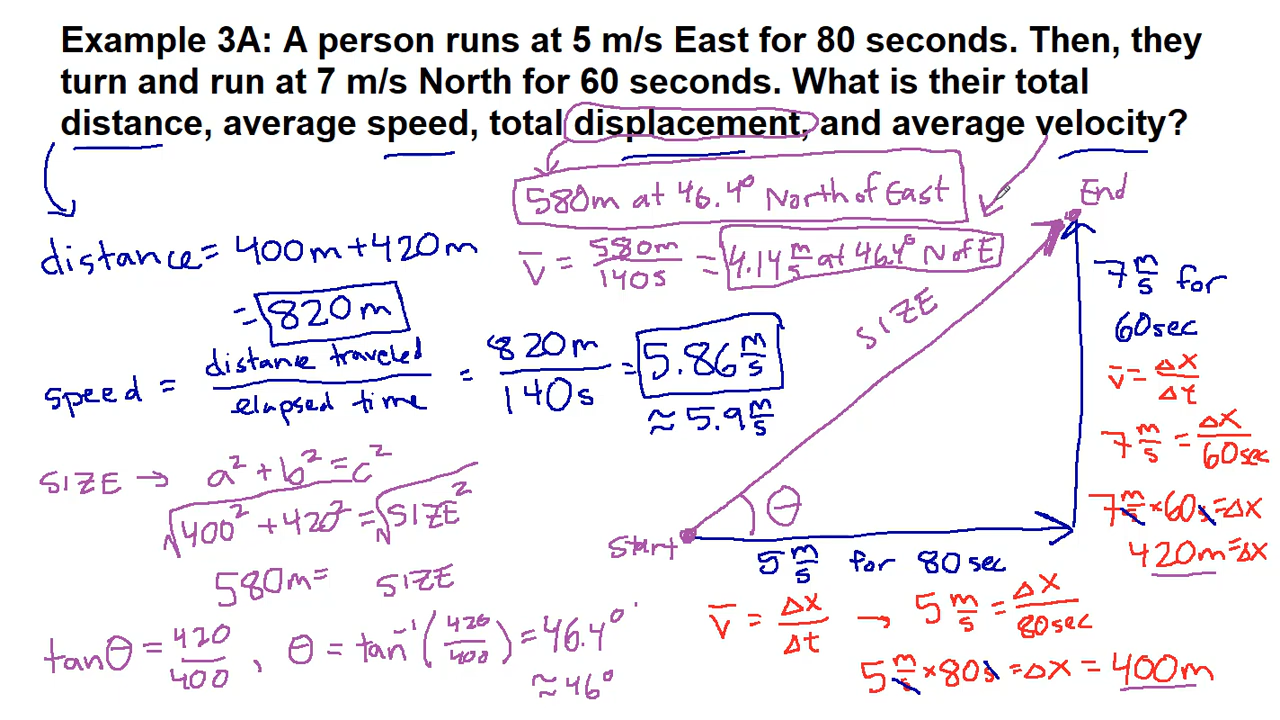 Example 3A: A person runs at 5 m/s East for 80 seconds. Then, they
turn and run at 7 m/s North for 60 seconds. What is their total
distance, average speed, total displacement, and average velocity?
580m at 46.4° North of East
End
distance = 400m + 420m
v̄ = 580m/140s = 4.14 m/s at 46.4° N of E
= 820m
SIZE
7 m/s for
60sec
speed = distance traveled/elapsed time = 820m/140s = 5.86 m/s
≈ 5.9 m/s
v̄ = Δx/Δt
7 m/s = Δx/60sec
7 m/s × 60s = Δx
420m = Δx
SIZE → a² + b² = c²
√400² + 420² = √SIZE²
580m = SIZE
θ
Start
5 m/s for 80 sec
v̄ = Δx/Δt → 5 m/s = Δx/80sec
5 m/s × 80s = Δx = 400m
tanθ = 420/400, θ = tan⁻¹(420/400) = 46.4°
≈ 46°